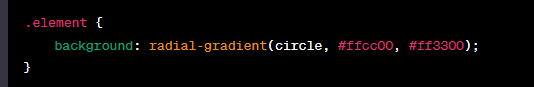 .element {
    background: radial-gradient(circle, #ffcc00, #ff3300);
}